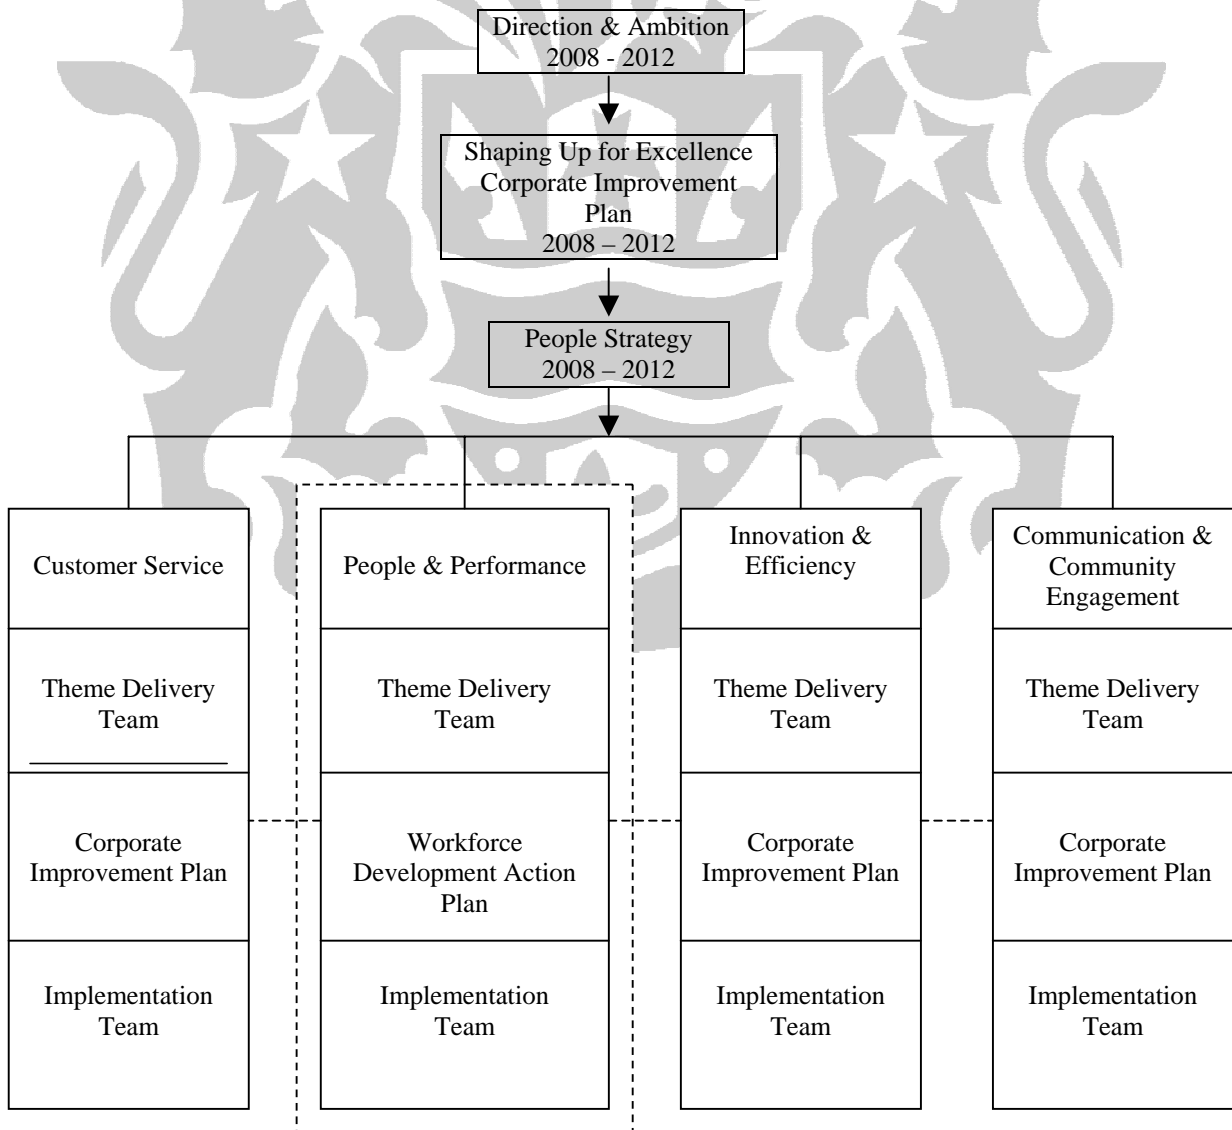 Direction & Ambition
2008 - 2012
Shaping Up for Excellence
Corporate Improvement
Plan
2008 – 2012
People Strategy
2008 – 2012
Customer Service
People & Performance
Innovation &
Efficiency
Communication &
Community
Engagement
Theme Delivery
Team
Theme Delivery
Team
Theme Delivery
Team
Theme Delivery
Team
Corporate
Improvement Plan
Workforce
Development Action
Plan
Corporate
Improvement Plan
Corporate
Improvement Plan
Implementation
Team
Implementation
Team
Implementation
Team
Implementation
Team